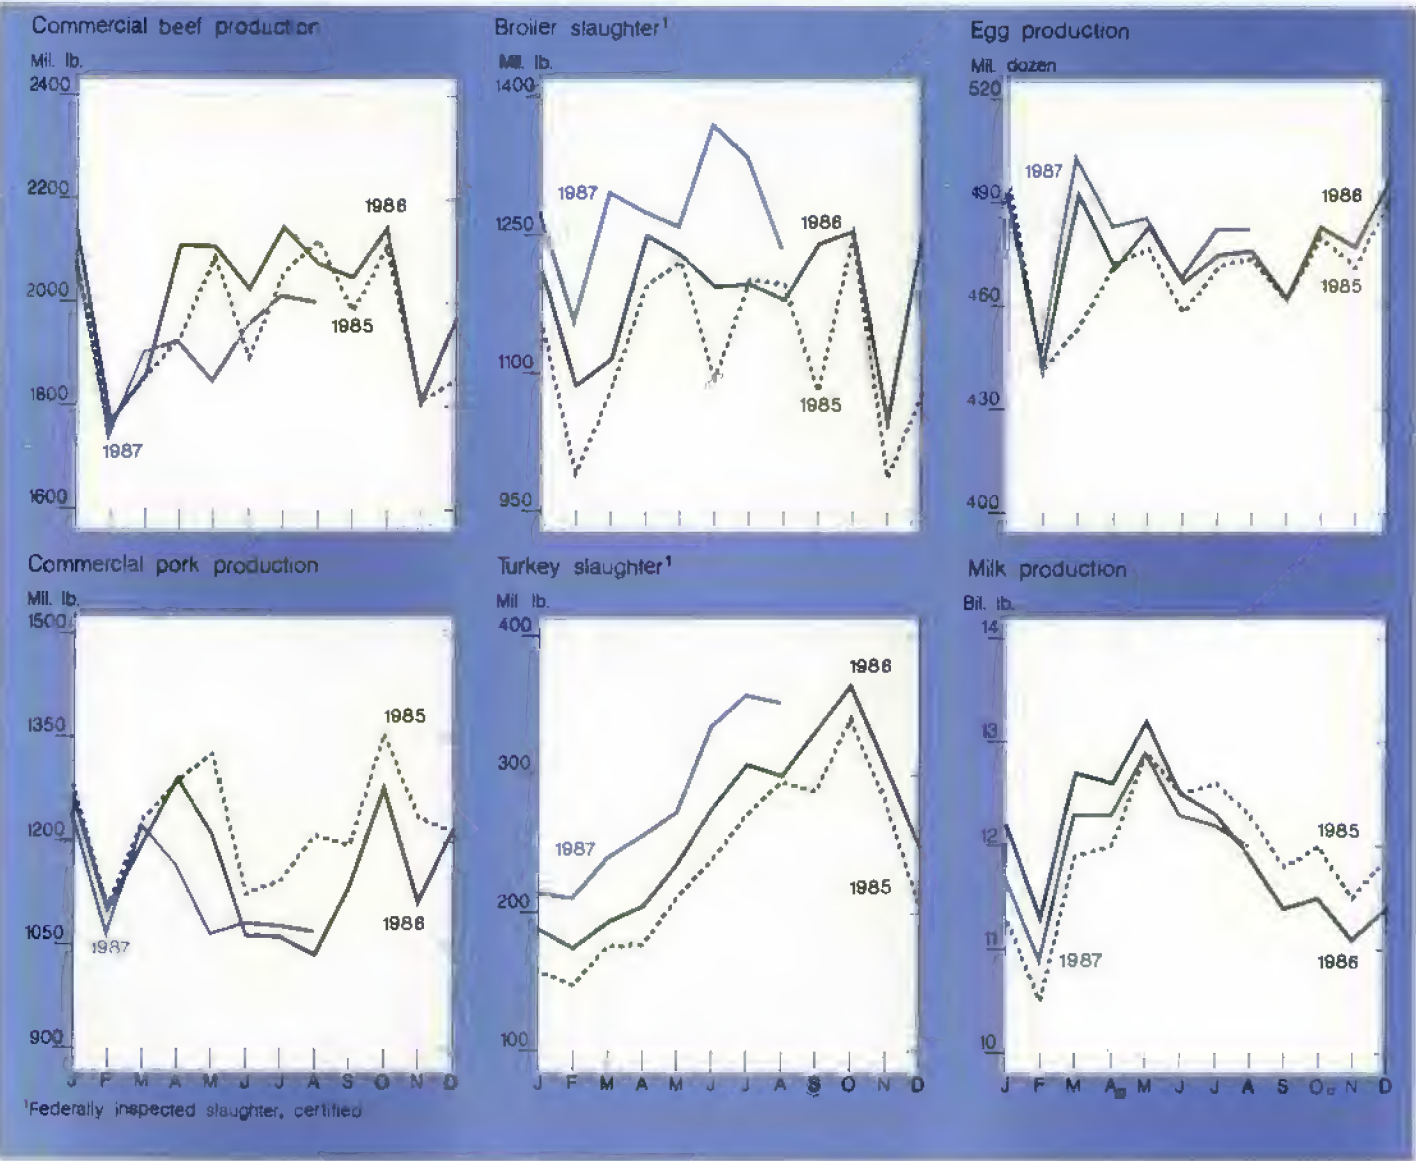 Commercial beef production
Mil. lb.
2400
2200
2000
1800
1600
1986
1985
1987
Broiler slaughter¹
Mil. lb.
1400
1250
1100
950
1987
1986
1985
Egg production
Mil. dozen
520
490
460
430
400
1987
1986
1985
Commercial pork production
Mil. lb.
1500
1350
1200
1050
900
1985
1986
1987
J F M A M J J A S O N D
Turkey slaughter¹
Mil lb.
400
300
200
100
1986
1987
1985
J F M A M J J A S O N D
Milk production
Bil. lb.
14
13
12
11
10
1985
1987
1986
J F M A M J J A S O N D
¹Federally inspected slaughter, certified